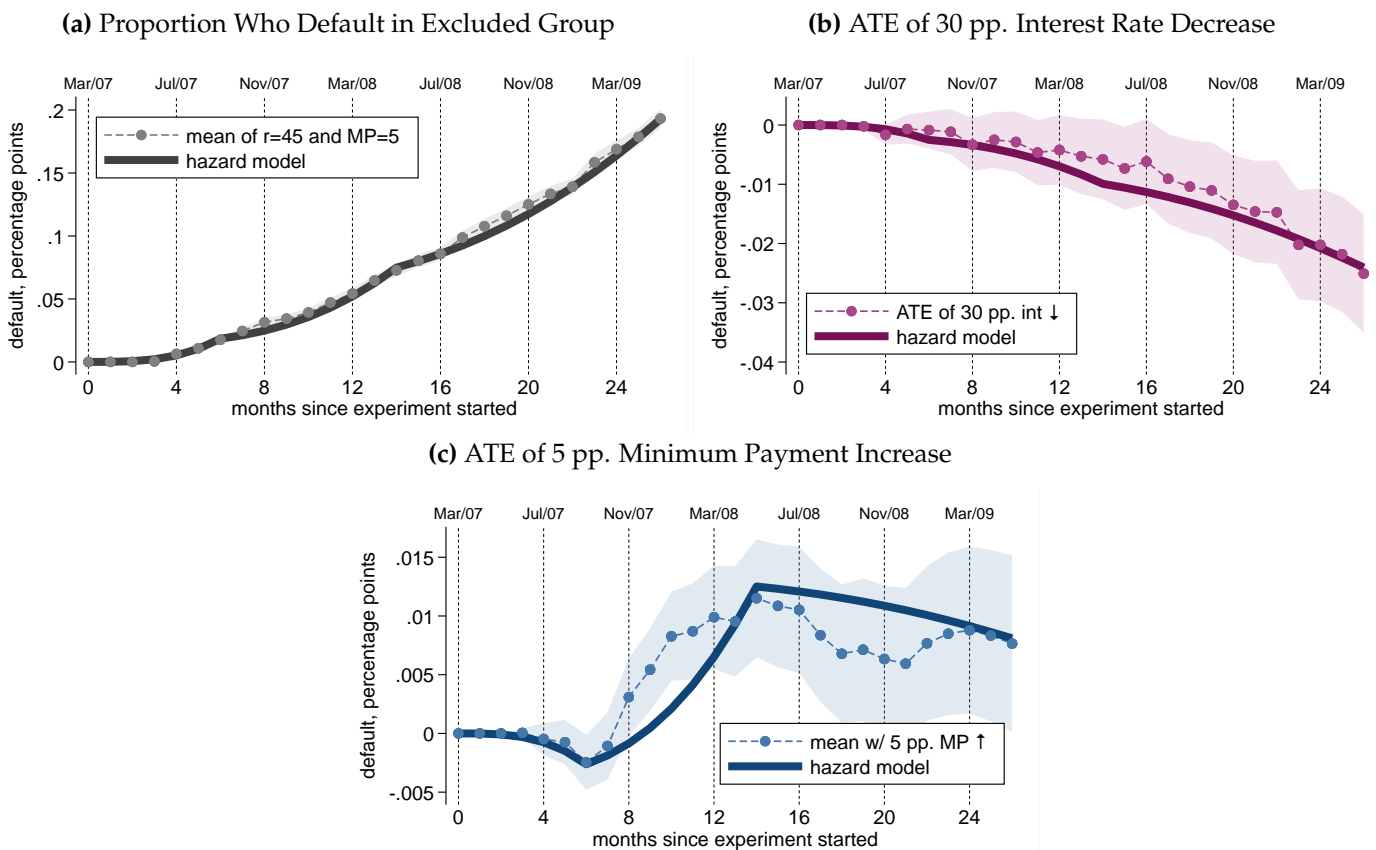 (a) Proportion Who Default in Excluded Group
Mar/07 Jul/07 Nov/07 Mar/08 Jul/08 Nov/08 Mar/09
.2
.15
.1
.05
0
default, percentage points
mean of r=45 and MP=5
hazard model
0 4 8 12 16 20 24
months since experiment started
(b) ATE of 30 pp. Interest Rate Decrease
Mar/07 Jul/07 Nov/07 Mar/08 Jul/08 Nov/08 Mar/09
0
-.01
-.02
-.03
-.04
default, percentage points
ATE of 30 pp. int ↓
hazard model
0 4 8 12 16 20 24
months since experiment started
(c) ATE of 5 pp. Minimum Payment Increase
Mar/07 Jul/07 Nov/07 Mar/08 Jul/08 Nov/08 Mar/09
.015
.01
.005
0
-.005
default, percentage points
mean w/ 5 pp. MP ↑
hazard model
0 4 8 12 16 20 24
months since experiment started